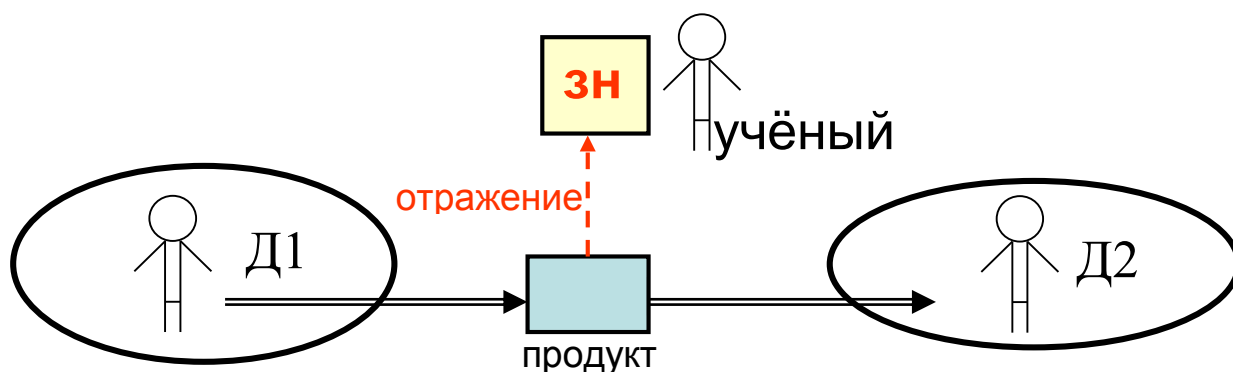 зн
учёный
отражение
Д1
Д2
продукт